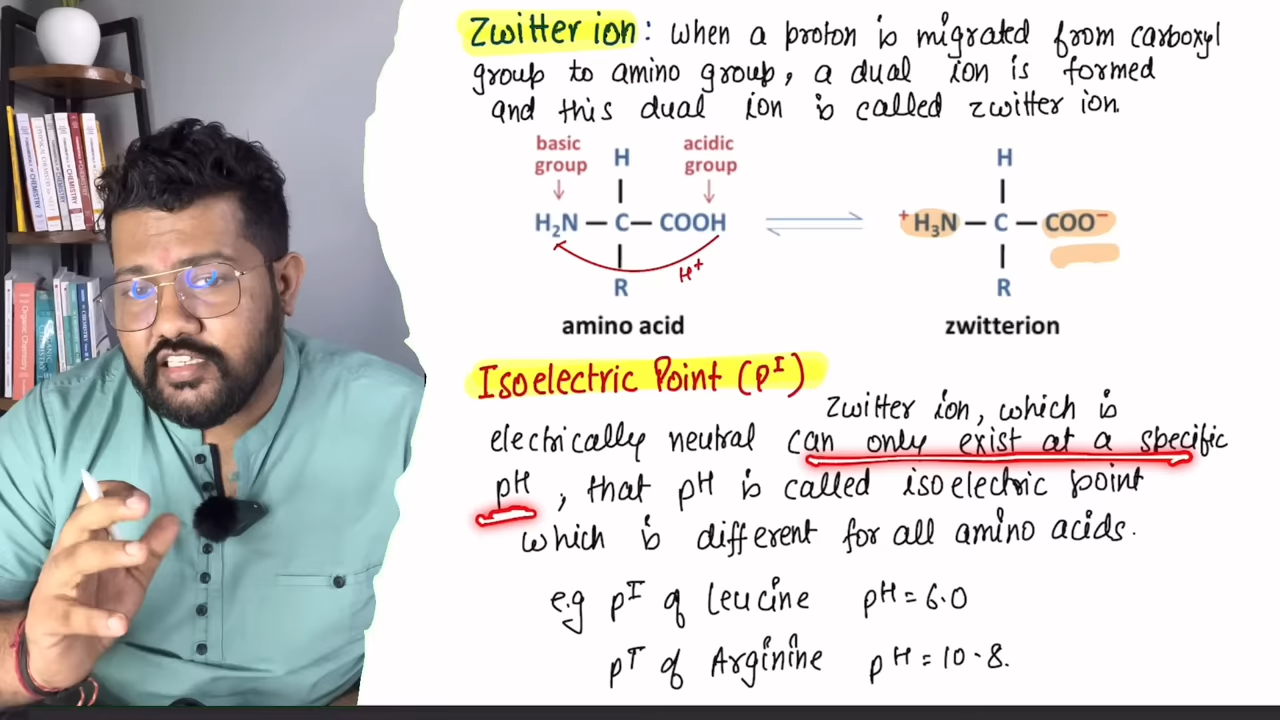 Zwitter ion: when a proton is migrated from carboxyl
group to amino group, a dual ion is formed
and this dual ion is called zwitter ion.
basic
group
acidic
group
H
H
H₂N — C — COOH
⁺H₃N — C — COO⁻
H⁺
R
R
amino acid
zwitterion
Isoelectric Point (pᴵ)
Zwitter ion, which is
electrically neutral can only exist at a specific
pH, that pH is called isoelectric point
which is different for all amino acids.
e.g pᴵ of Leucine pH = 6.0
pᴵ of Arginine pH = 10.8.